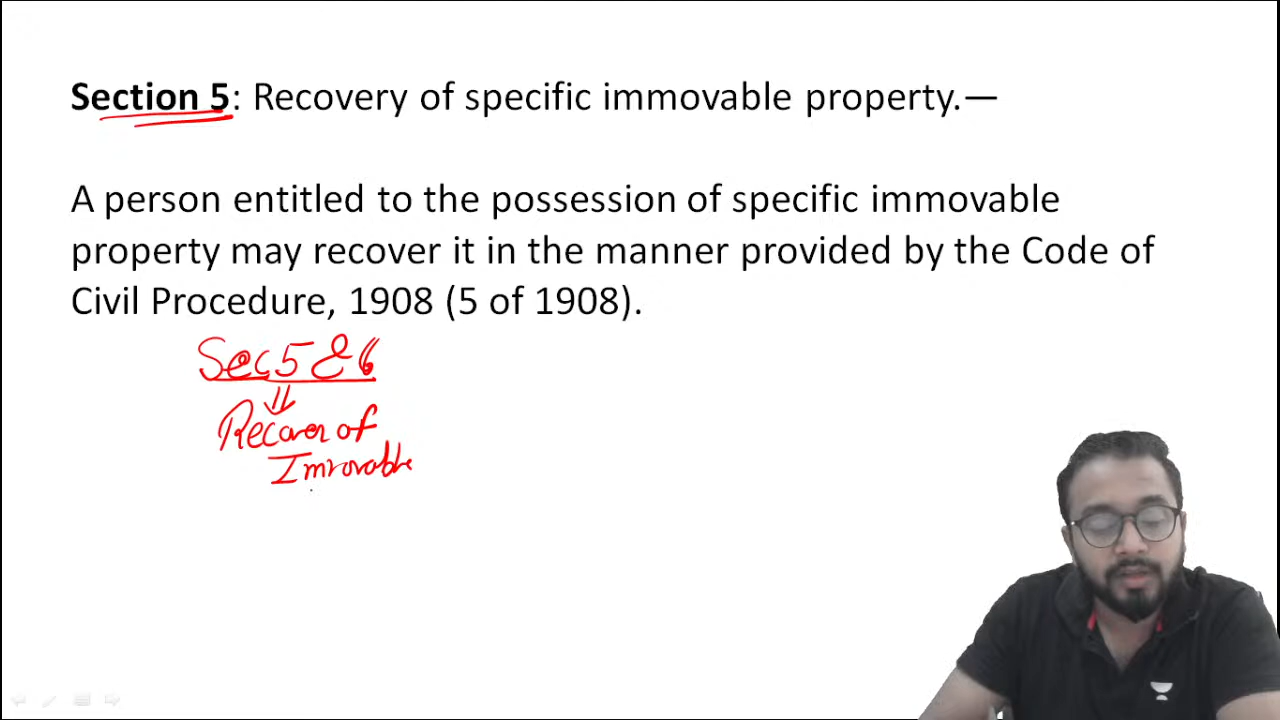 Section 5: Recovery of specific immovable property.—
A person entitled to the possession of specific immovable
property may recover it in the manner provided by the Code of
Civil Procedure, 1908 (5 of 1908).
Sec 5 & 6
Recover of
Immovable